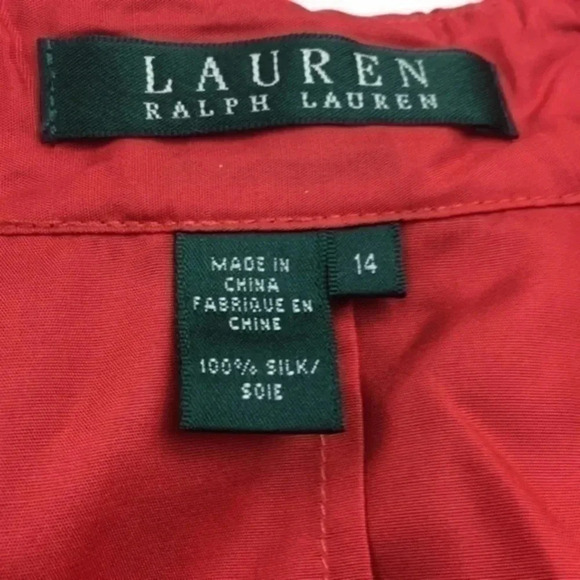 LAUREN
RALPH LAUREN
MADE IN
CHINA
FABRIQUE EN
CHINE
100% SILK/
SOIE
14